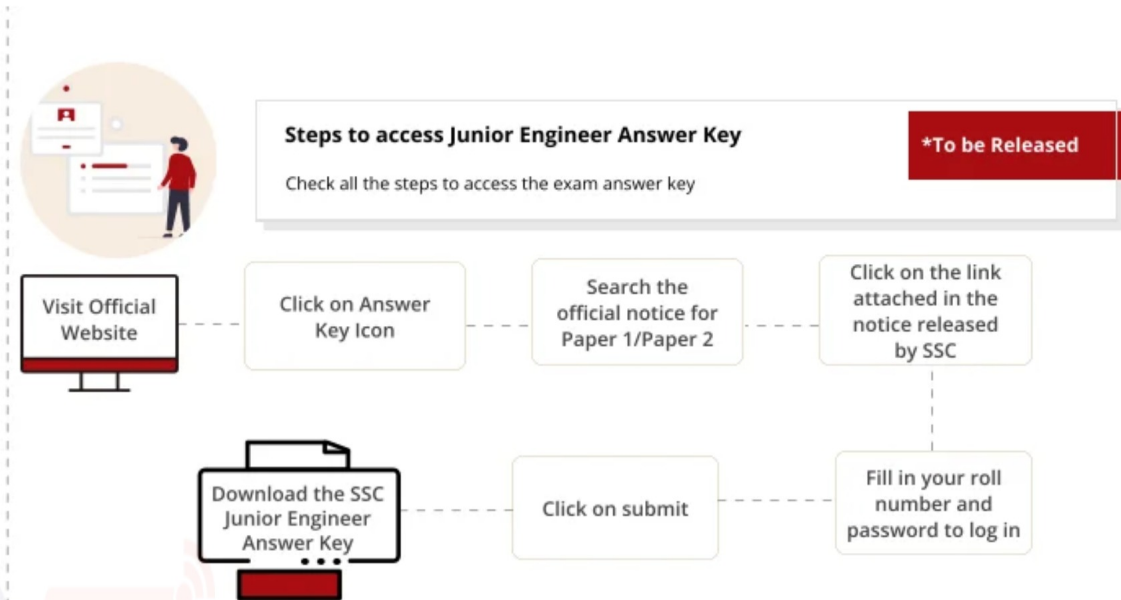 Steps to access Junior Engineer Answer Key
*To be Released
Check all the steps to access the exam answer key
Visit Official
Website
Click on Answer
Key Icon
Search the
official notice for
Paper 1/Paper 2
Click on the link
attached in the
notice released
by SSC
Fill in your roll
number and
password to log in
Click on submit
Download the SSC
Junior Engineer
Answer Key